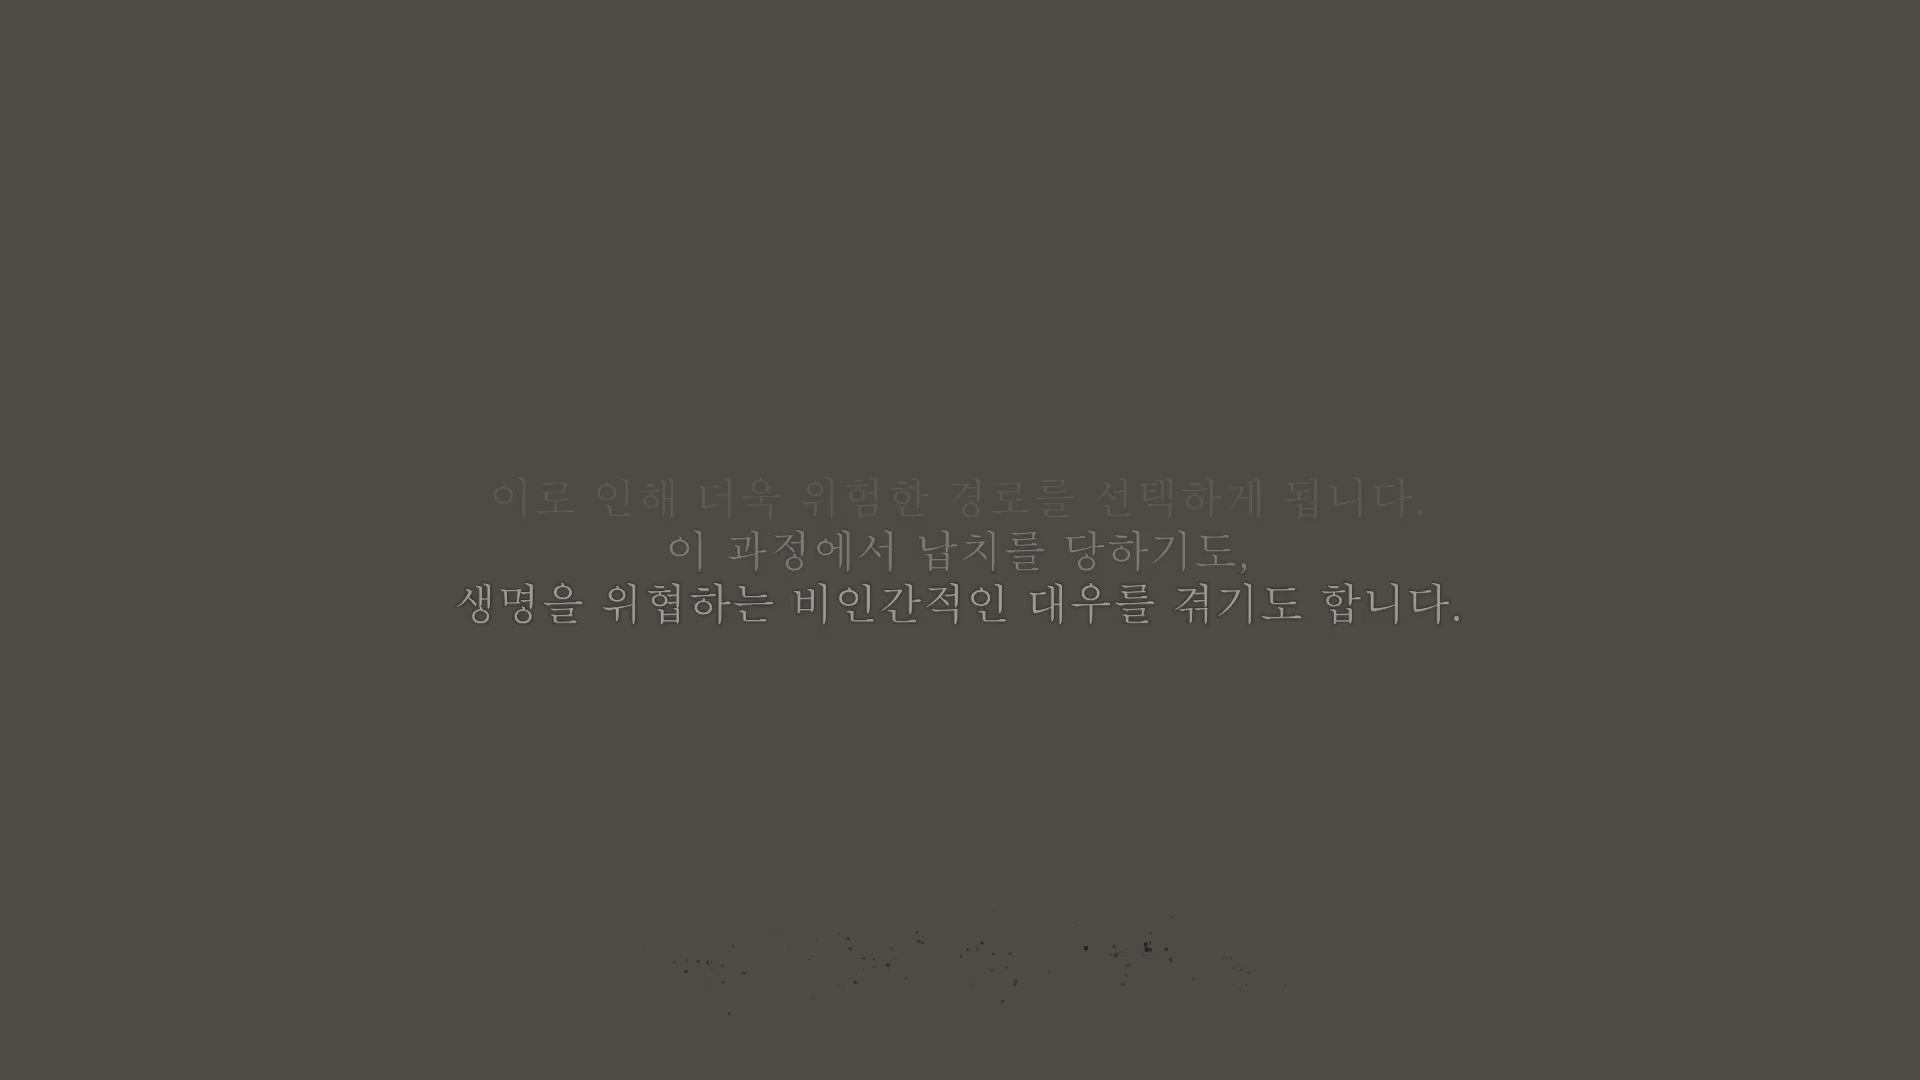 이로 인해 더욱 위험한 경로를 선택하게 됩니다.
이 과정에서 납치를 당하기도,
생명을 위협하는 비인간적인 대우를 겪기도 합니다.